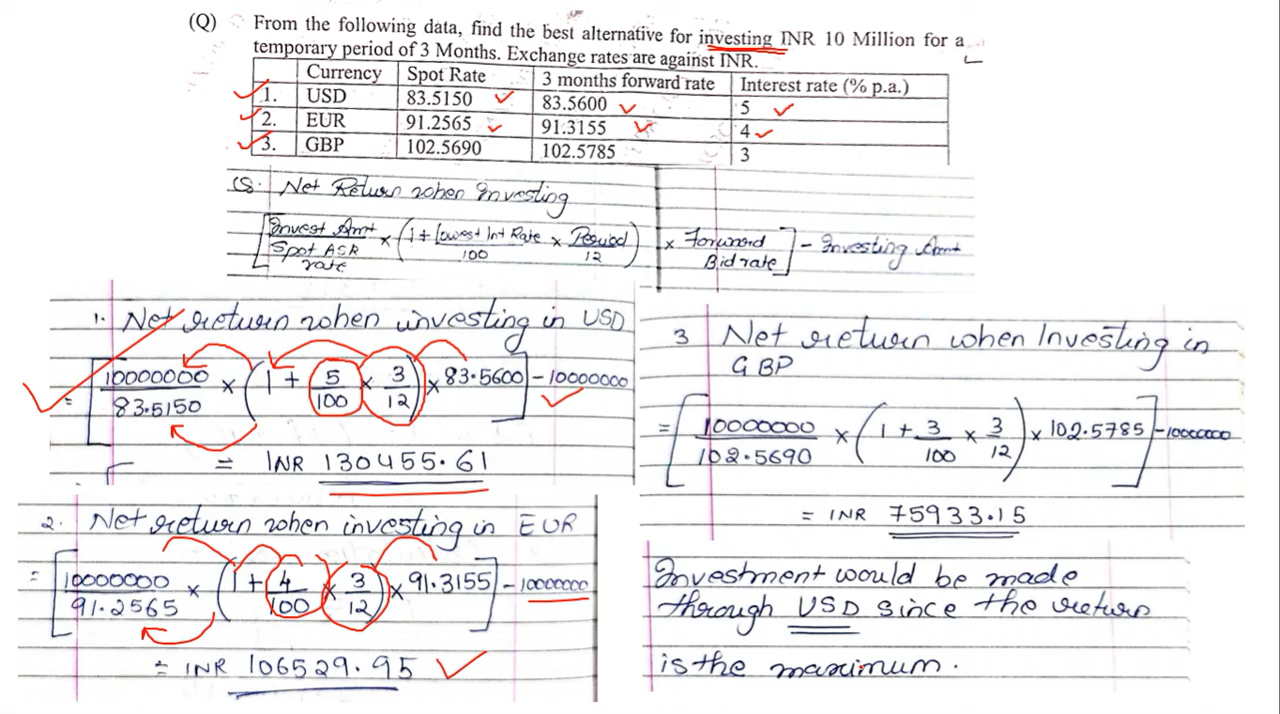 (Q) From the following data, find the best alternative for investing INR 10 Million for a
temporary period of 3 Months. Exchange rates are against INR.
Currency Spot Rate 3 months forward rate Interest rate (% p.a.)
1. USD 83.5150 83.5600 5
2. EUR 91.2565 91.3155 4
3. GBP 102.5690 102.5785 3
Net Return when Investing
[Invest Amt / Spot ASK rate × (1 + lowest Int Rate / 100 × Period / 12) × Forward Bid rate] - Investing Amt
1. Net return when investing in USD
= [10000000 / 83.5150 × (1 + 5/100 × 3/12) × 83.5600] - 10000000
= INR 130455.61
2. Net return when investing in EUR
= [10000000 / 91.2565 × (1 + 4/100 × 3/12) × 91.3155] - 10000000
= INR 106529.95
3 Net return when Investing in
GBP
= [10000000 / 102.5690 × (1 + 3/100 × 3/12) × 102.5785] - 10000000
= INR 75933.15
Investment would be made
through USD since the return
is the maximum.